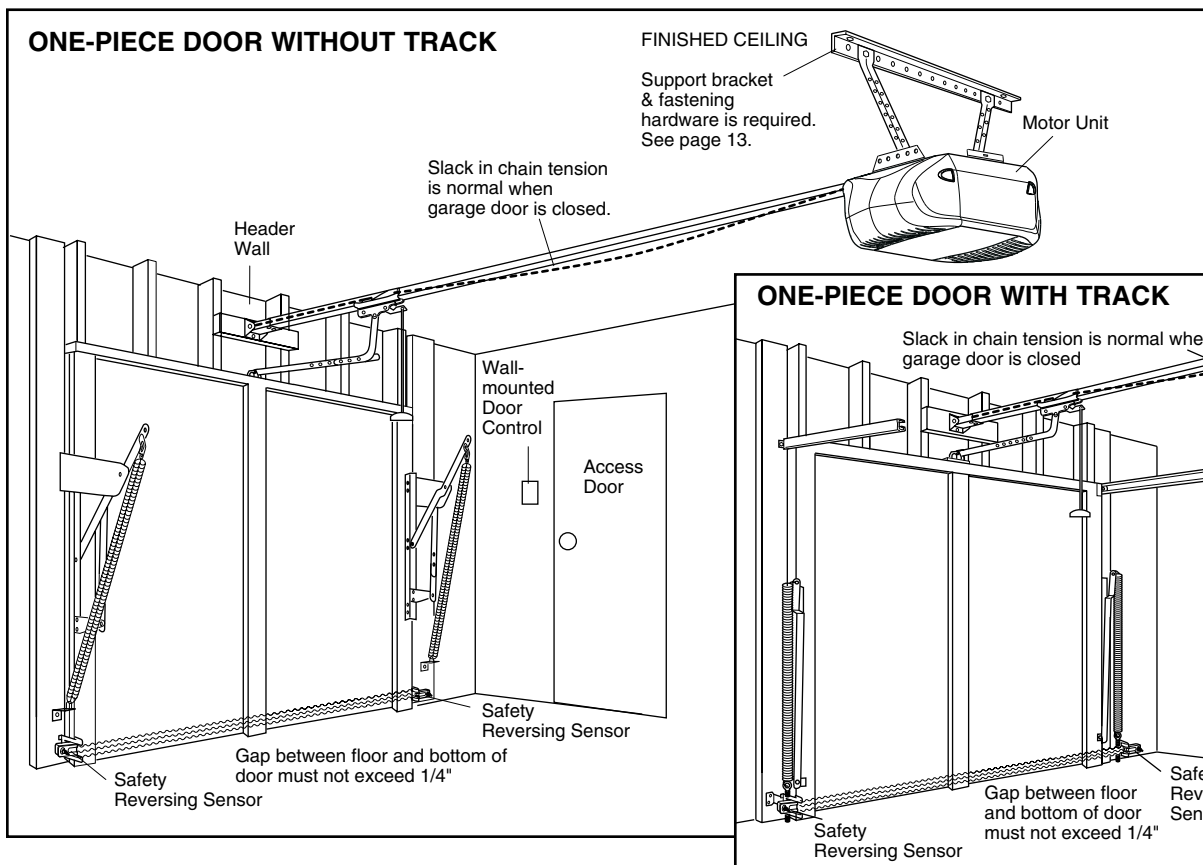 ONE-PIECE DOOR WITHOUT TRACK
FINISHED CEILING
Support bracket
& fastening
hardware is required.
See page 13.
Motor Unit
Slack in chain tension
is normal when
garage door is closed.
Header
Wall
Wall-
mounted
Door
Control
Access
Door
Safety
Reversing Sensor
Gap between floor and bottom of
door must not exceed 1/4"
Safety
Reversing Sensor
ONE-PIECE DOOR WITH TRACK
Slack in chain tension is normal
garage door is closed
Gap between floor
and bottom of door
must not exceed 1/4"
Safety
Reversing Sensor